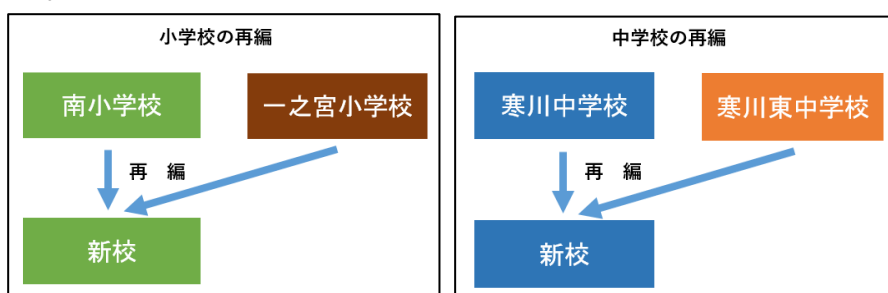 小学校の再編
南小学校
一之宮小学校
再 編
新校
中学校の再編
寒川中学校
寒川東中学校
再 編
新校